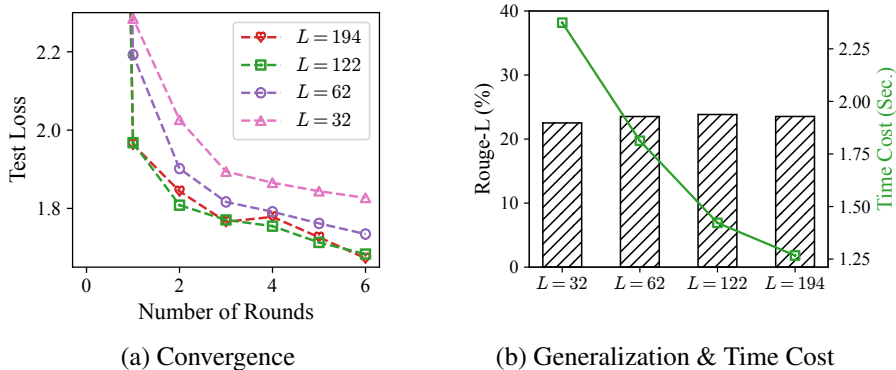 2.2
2.0
1.8
Test Loss
0
2
4
6
Number of Rounds
L = 194
L = 122
L = 62
L = 32
(a) Convergence
40
30
20
10
0
Rouge-L (%)
2.25
2.00
1.75
1.50
1.25
Time Cost (Sec.)
L = 32
L = 62
L = 122
L = 194
(b) Generalization & Time Cost